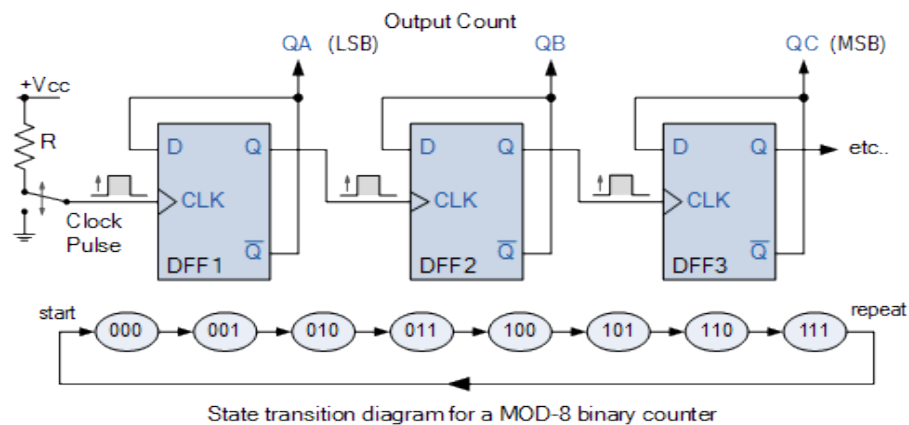 Output Count
QA (LSB)
QB
QC (MSB)
+Vcc
R
Clock
Pulse
D Q
CLK
Q̅
DFF1
D Q
CLK
Q̅
DFF2
D Q
CLK
Q̅
DFF3
etc..
start
000 001 010 011 100 101 110 111
repeat
State transition diagram for a MOD-8 binary counter